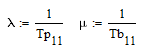 λ := 1/Tp₁₁   μ := 1/Tb₁₁